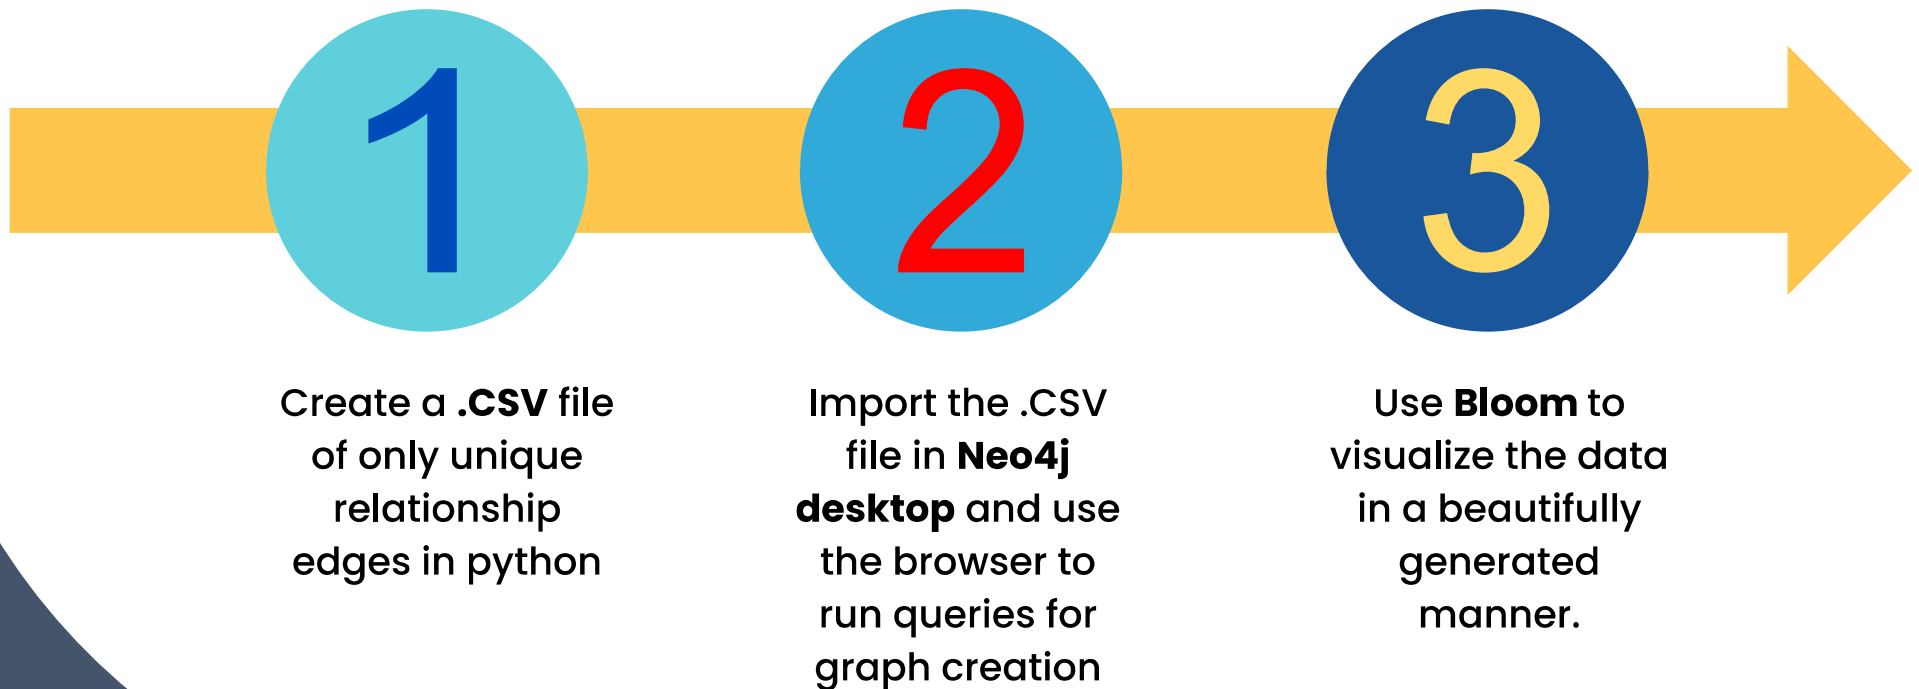 1
2
3
Create a .CSV file
of only unique
relationship
edges in python
Import the .CSV
file in Neo4j
desktop and use
the browser to
run queries for
graph creation
Use Bloom to
visualize the data
in a beautifully
generated
manner.